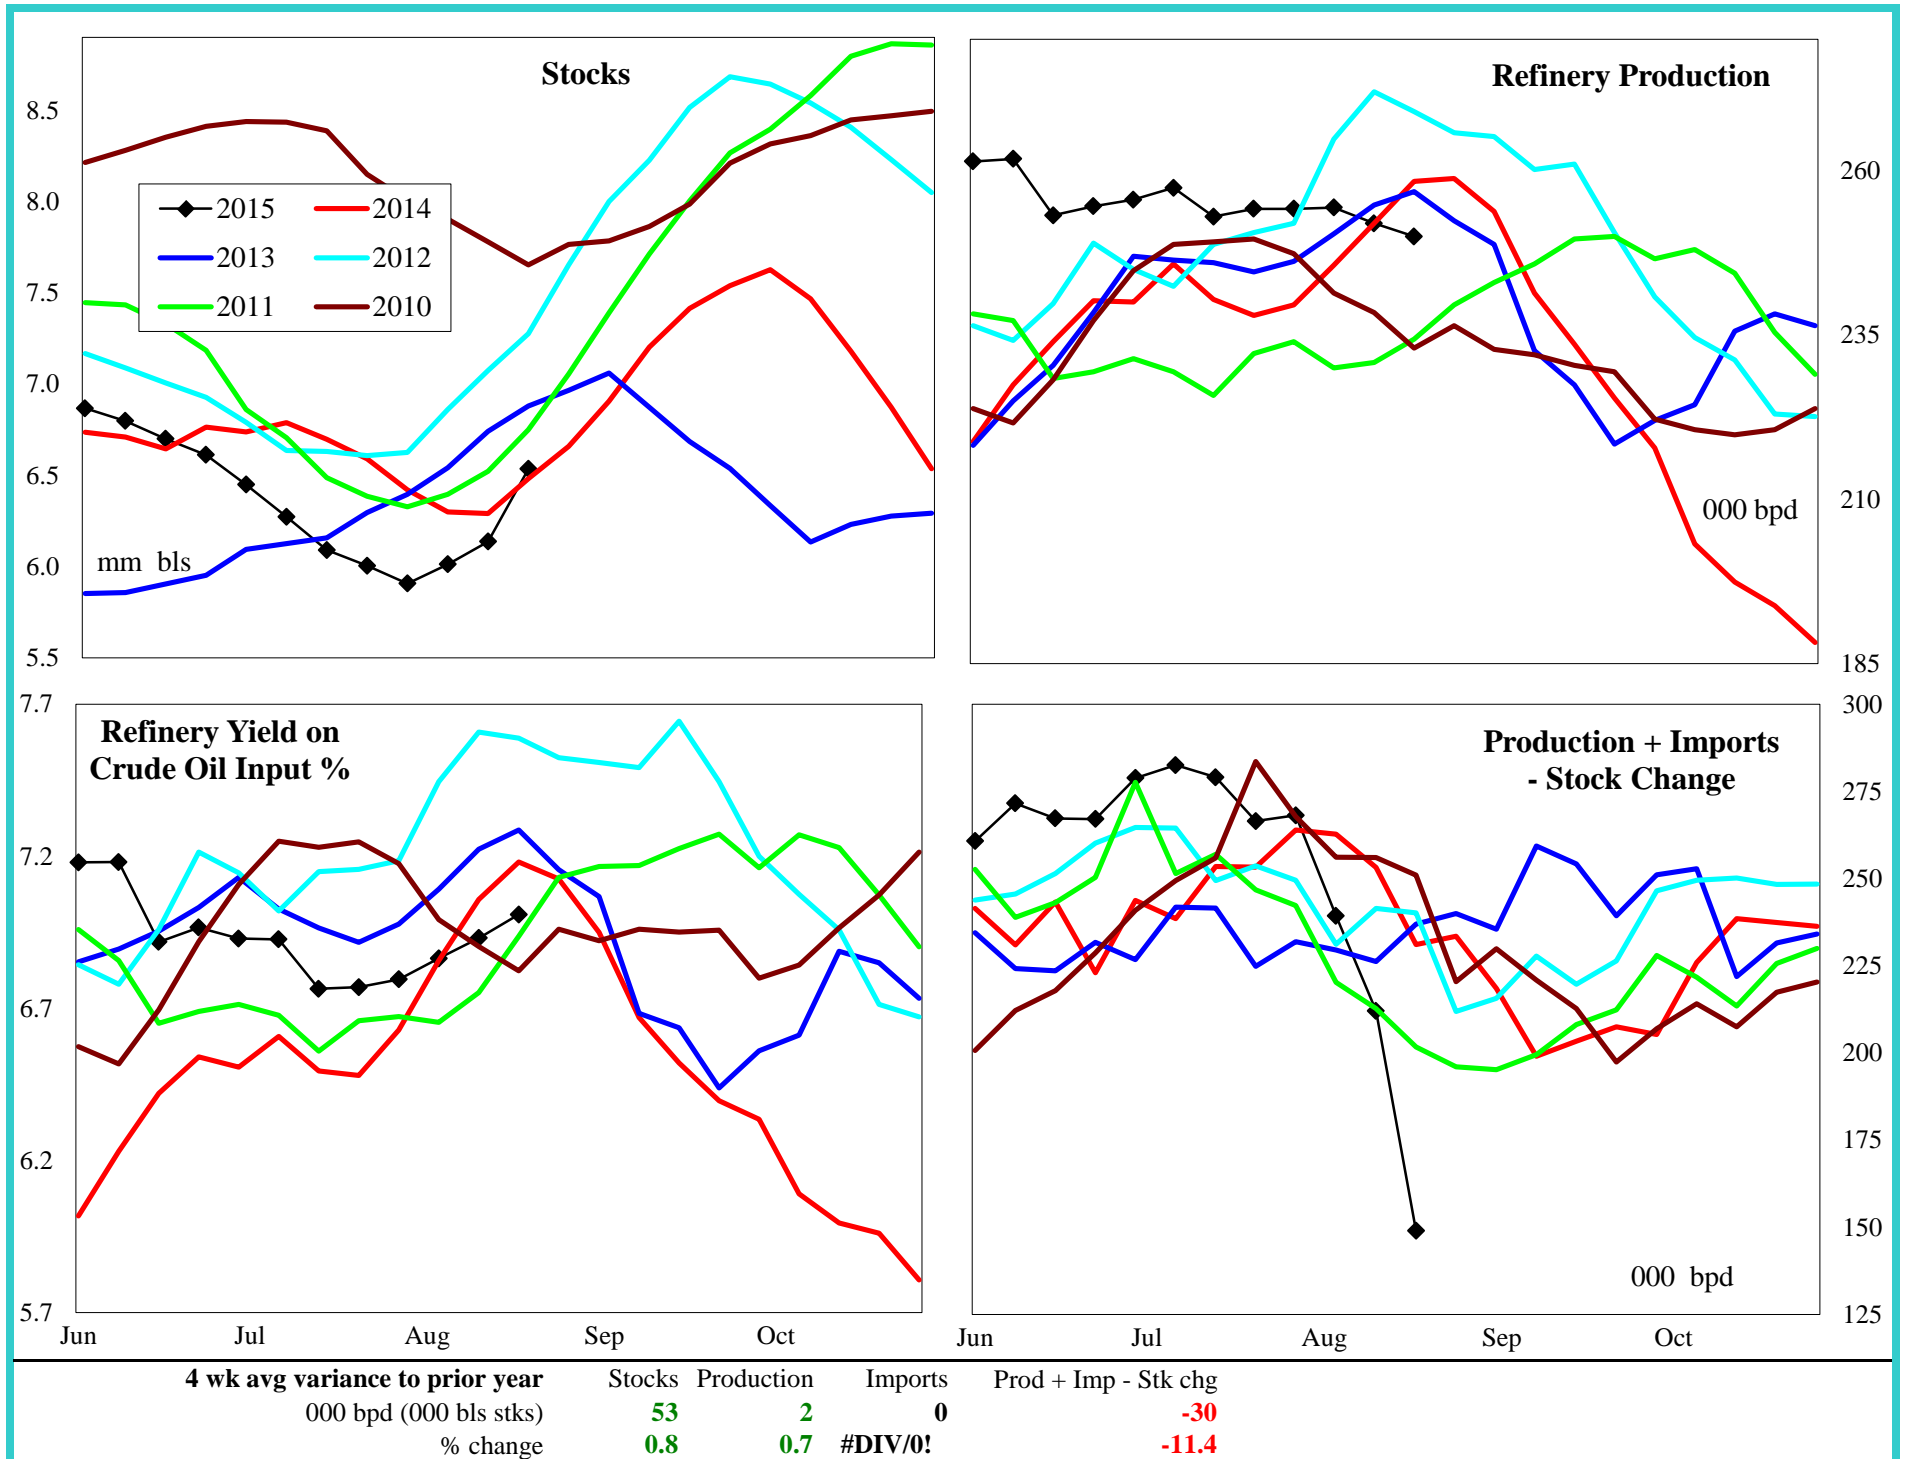 Stocks
8.5
8.0
7.5
7.0
6.5
6.0
5.5
2015 2014
2013 2012
2011 2010
mm bls
Refinery Production
260
235
210
185
000 bpd
Refinery Yield on
Crude Oil Input %
7.7
7.2
6.7
6.2
5.7
Jun Jul Aug Sep Oct
Production + Imports
- Stock Change
300
275
250
225
200
175
150
125
000 bpd
Jun Jul Aug Sep Oct
4 wk avg variance to prior year Stocks Production Imports Prod + Imp - Stk chg
000 bpd (000 bls stks) 53 2 0 -30
% change 0.8 0.7 #DIV/0! -11.4